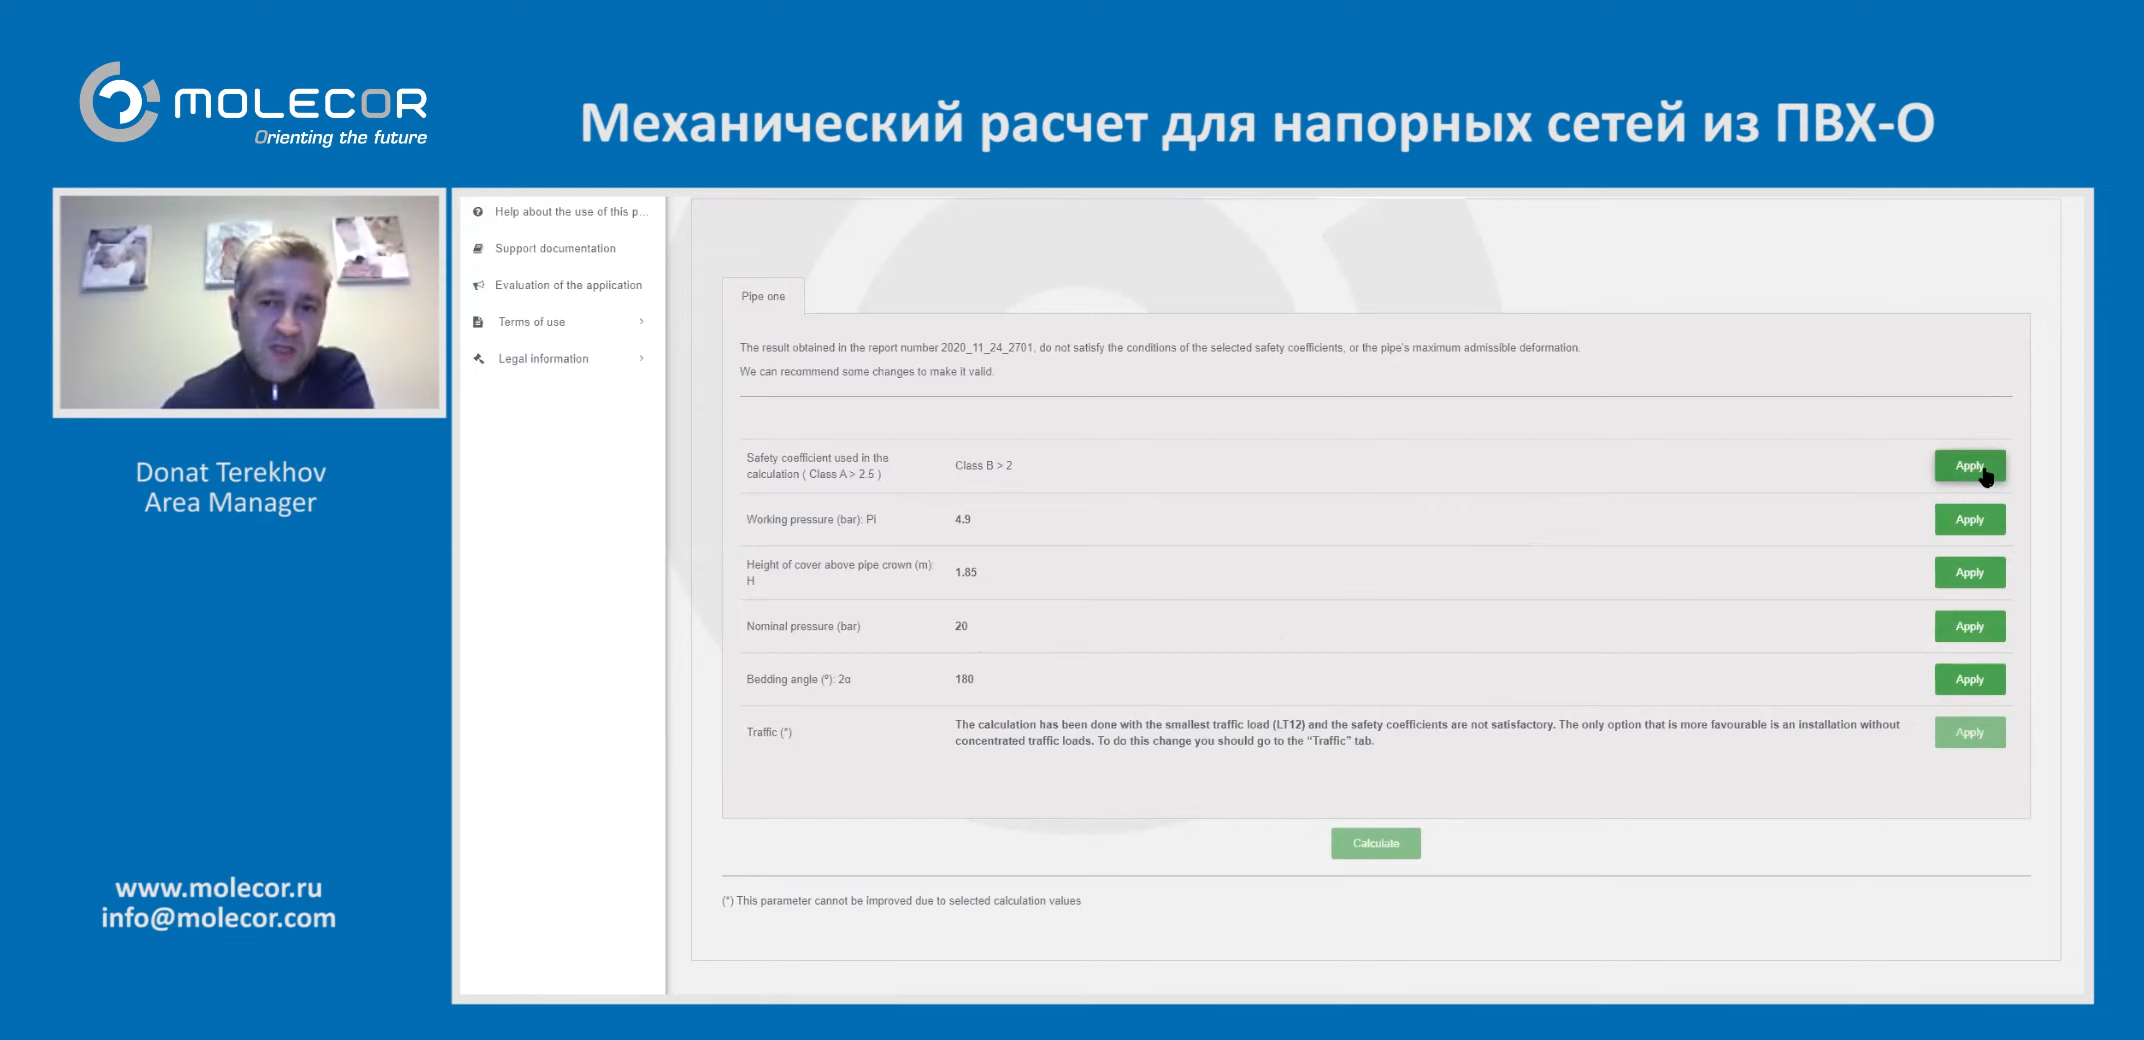 MOLECOR
Orienting the future
Механический расчет для напорных сетей из ПВХ-О
Donat Terekhov
Area Manager
www.molecor.ru
info@molecor.com
Help about the use of this p...
Support documentation
Evaluation of the application
Terms of use
Legal information
Pipe one
The result obtained in the report number 2020_11_24_2701, do not satisfy the conditions of the selected safety coefficients, or the pipe's maximum admissible deformation.
We can recommend some changes to make it valid.
Safety coefficient used in the
calculation ( Class A > 2.5 )
Class B > 2
Apply
Working pressure (bar): Pi
4.9
Apply
Height of cover above pipe crown (m):
H
1.85
Apply
Nominal pressure (bar)
20
Apply
Bedding angle (º): 2α
180
Apply
Traffic (*)
The calculation has been done with the smallest traffic load (LT12) and the safety coefficients are not satisfactory. The only option that is more favourable is an installation without
concentrated traffic loads. To do this change you should go to the "Traffic" tab.
Apply
Calculate
(*) This parameter cannot be improved due to selected calculation values